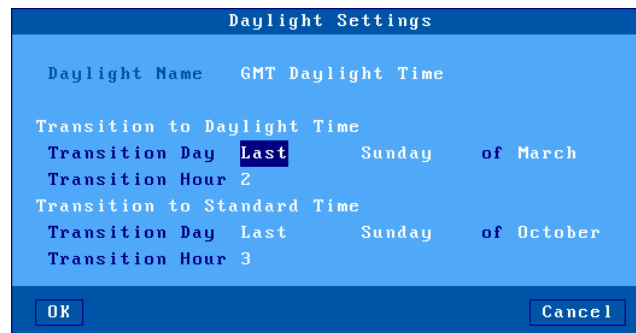 Daylight Settings
Daylight Name GMT Daylight Time
Transition to Daylight Time
Transition Day Last Sunday of March
Transition Hour 2
Transition to Standard Time
Transition Day Last Sunday of October
Transition Hour 3
OK Cancel